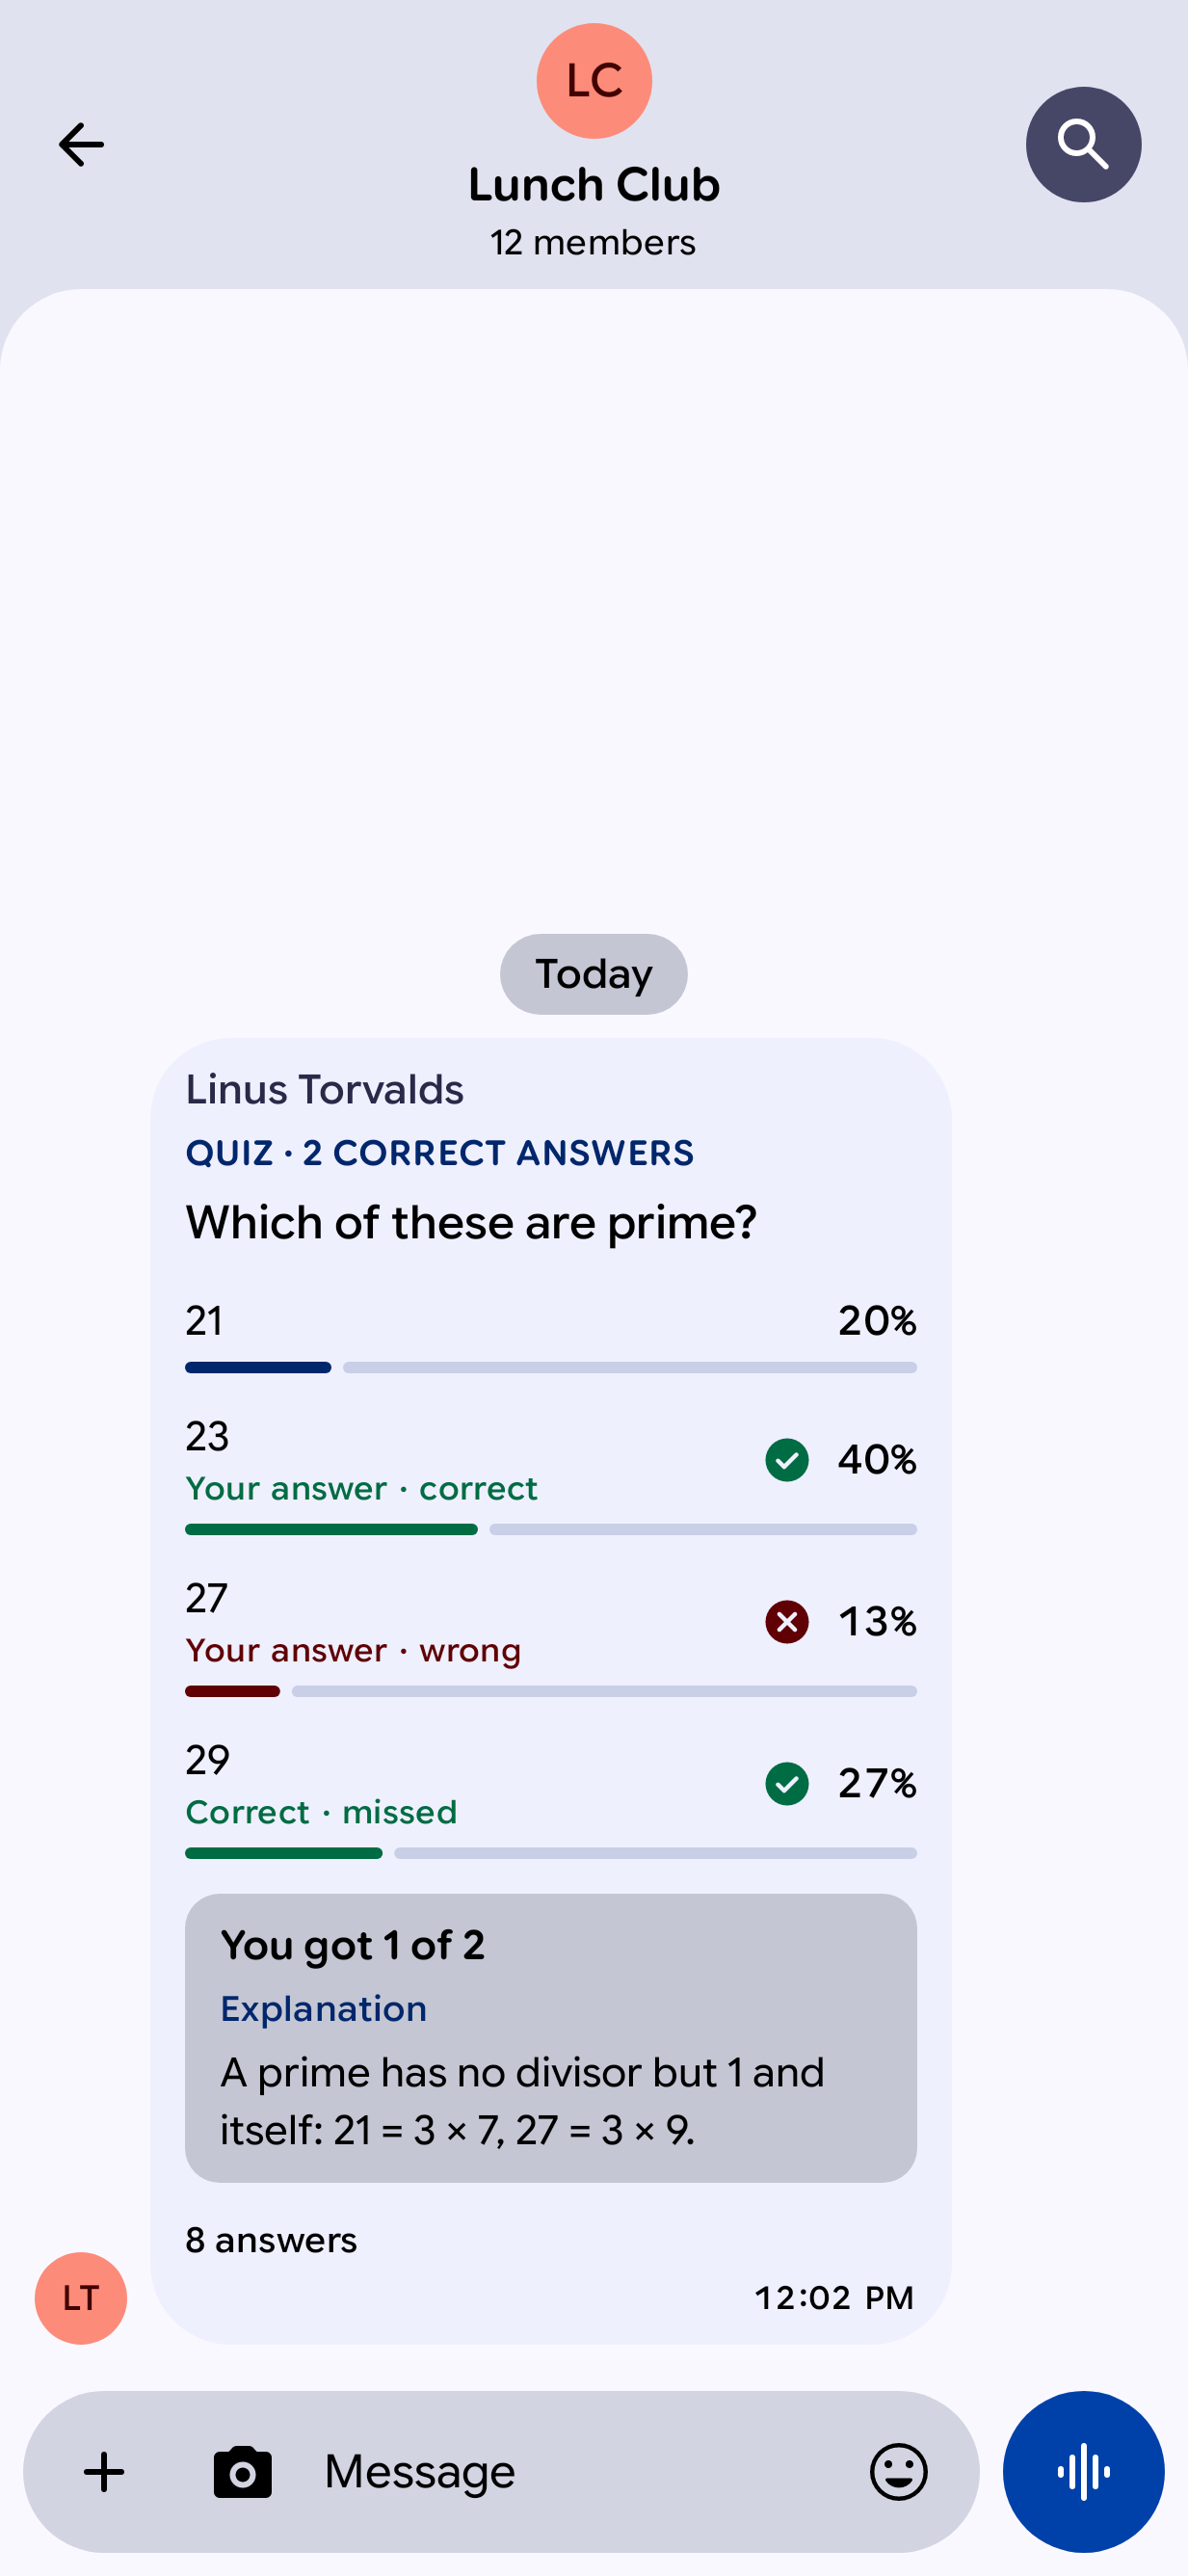 LC
Lunch Club
12 members
Today
Linus Torvalds
QUIZ · 2 CORRECT ANSWERS
Which of these are prime?
21
20%
23
Your answer · correct
40%
27
Your answer · wrong
13%
29
Correct · missed
27%
You got 1 of 2
Explanation
A prime has no divisor but 1 and
itself: 21 = 3 × 7, 27 = 3 × 9.
8 answers
LT
12:02 PM
Message